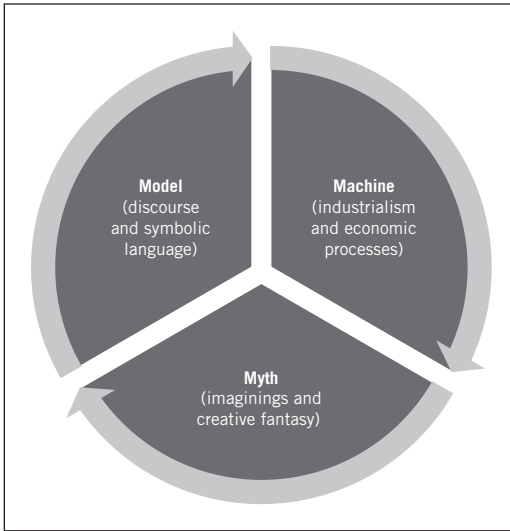 Model
(discourse
and symbolic
language)
Machine
(industrialism
and economic
processes)
Myth
(imaginings and
creative fantasy)